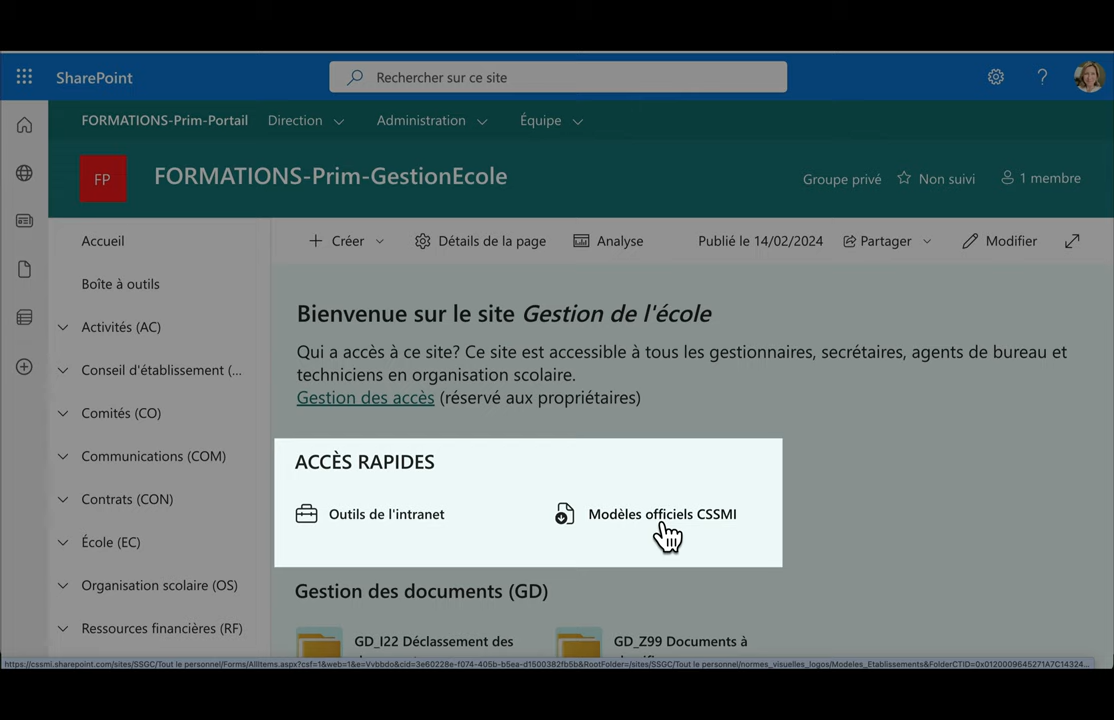 SharePoint
Rechercher sur ce site
?
FORMATIONS-Prim-Portail Direction Administration Équipe
FP
FORMATIONS-Prim-GestionEcole
Groupe privé Non suivi 1 membre
Accueil
Boîte à outils
Activités (AC)
Conseil d'établissement (...
Comités (CO)
Communications (COM)
Contrats (CON)
École (EC)
Organisation scolaire (OS)
Ressources financières (RF)
+ Créer Détails de la page Analyse Publié le 14/02/2024 Partager Modifier
Bienvenue sur le site Gestion de l'école
Qui a accès à ce site? Ce site est accessible à tous les gestionnaires, secrétaires, agents de bureau et
techniciens en organisation scolaire.
Gestion des accès (réservé aux propriétaires)
ACCÈS RAPIDES
Outils de l'intranet Modèles officiels CSSMI
Gestion des documents (GD)
GD_I22 Déclassement des GD_Z99 Documents à